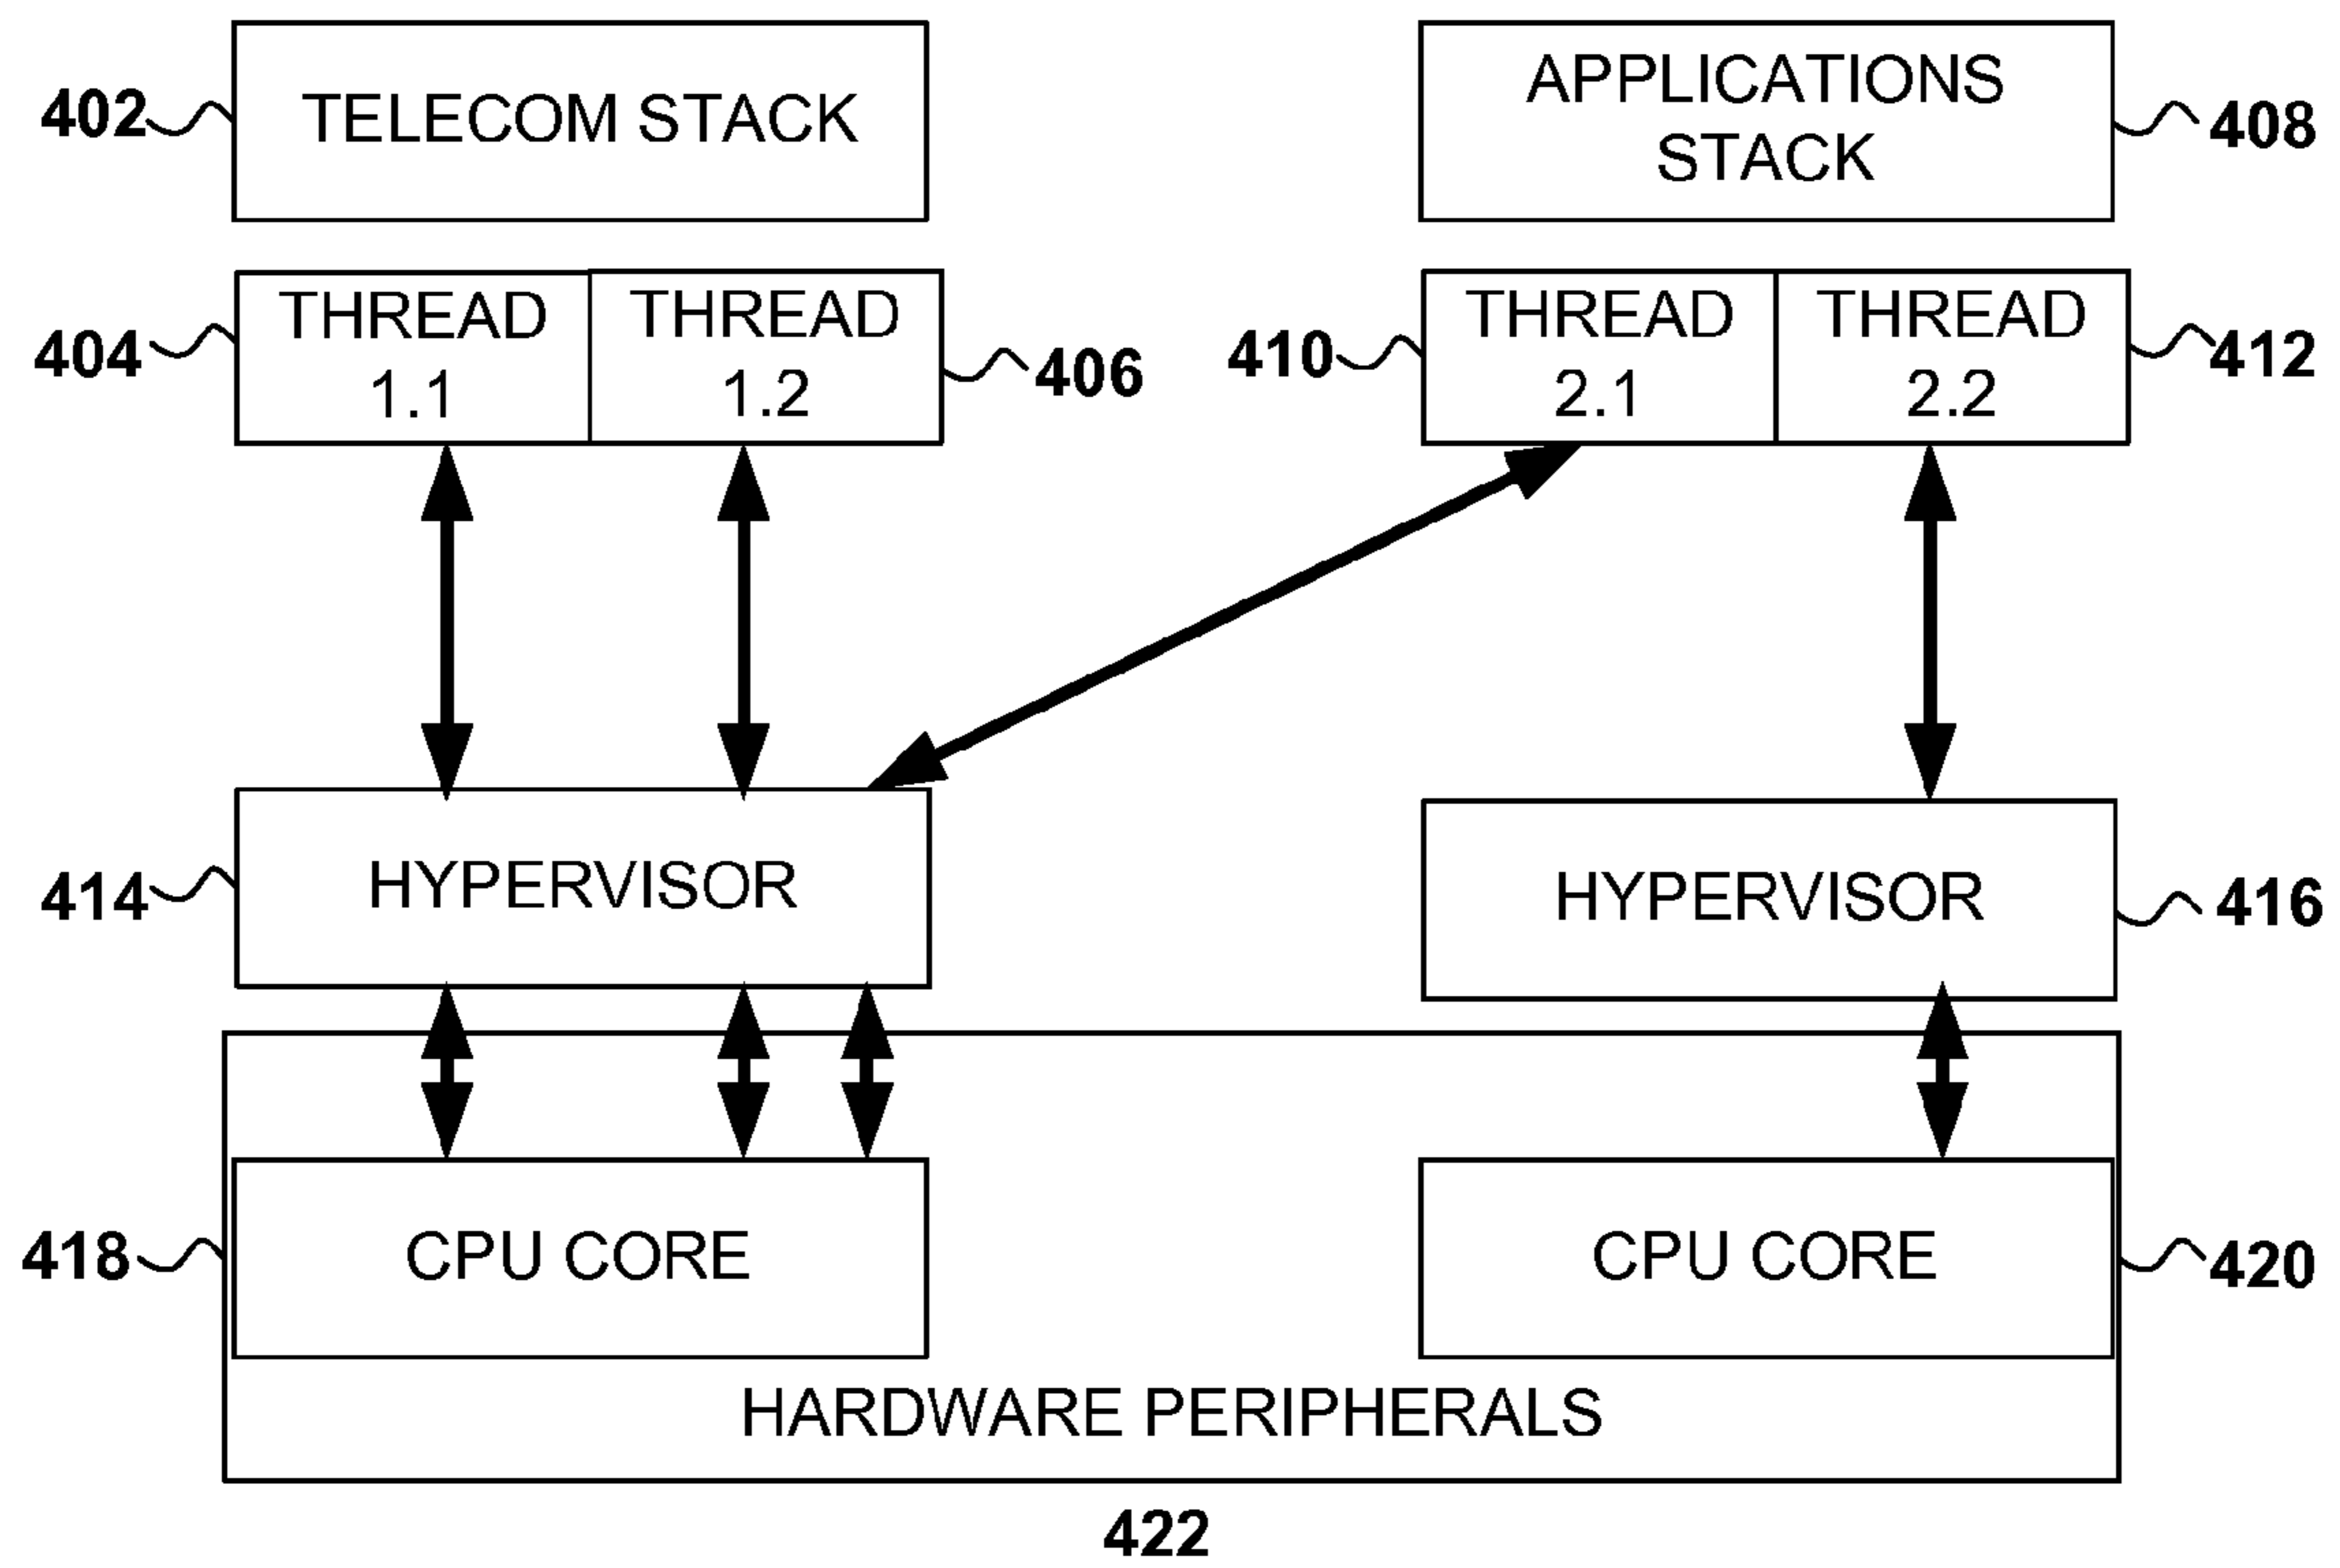 402
TELECOM STACK
APPLICATIONS
STACK
408
404
THREAD
1.1
THREAD
1.2
406
410
THREAD
2.1
THREAD
2.2
412
414
HYPERVISOR
HYPERVISOR
416
418
CPU CORE
CPU CORE
420
HARDWARE PERIPHERALS
422